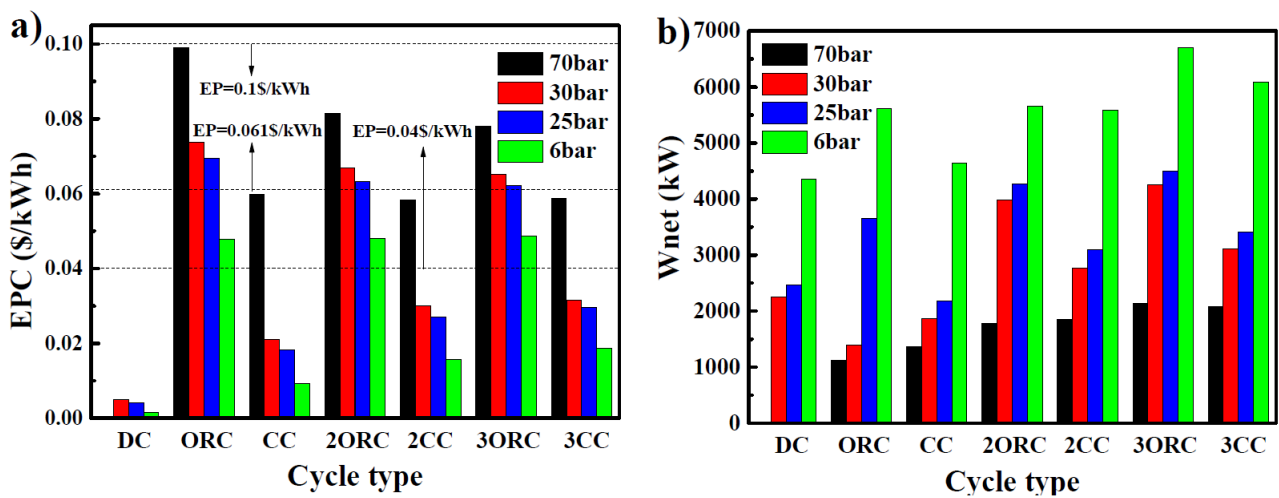 a)
0.10
0.08
0.06
0.04
0.02
0.00
EPC ($/kWh)
EP=0.1$/kWh
EP=0.061$/kWh
EP=0.04$/kWh
70bar
30bar
25bar
6bar
DC ORC CC 2ORC 2CC 3ORC 3CC
Cycle type
b)
7000
6000
5000
4000
3000
2000
1000
0
Wnet (kW)
70bar
30bar
25bar
6bar
DC ORC CC 2ORC 2CC 3ORC 3CC
Cycle type